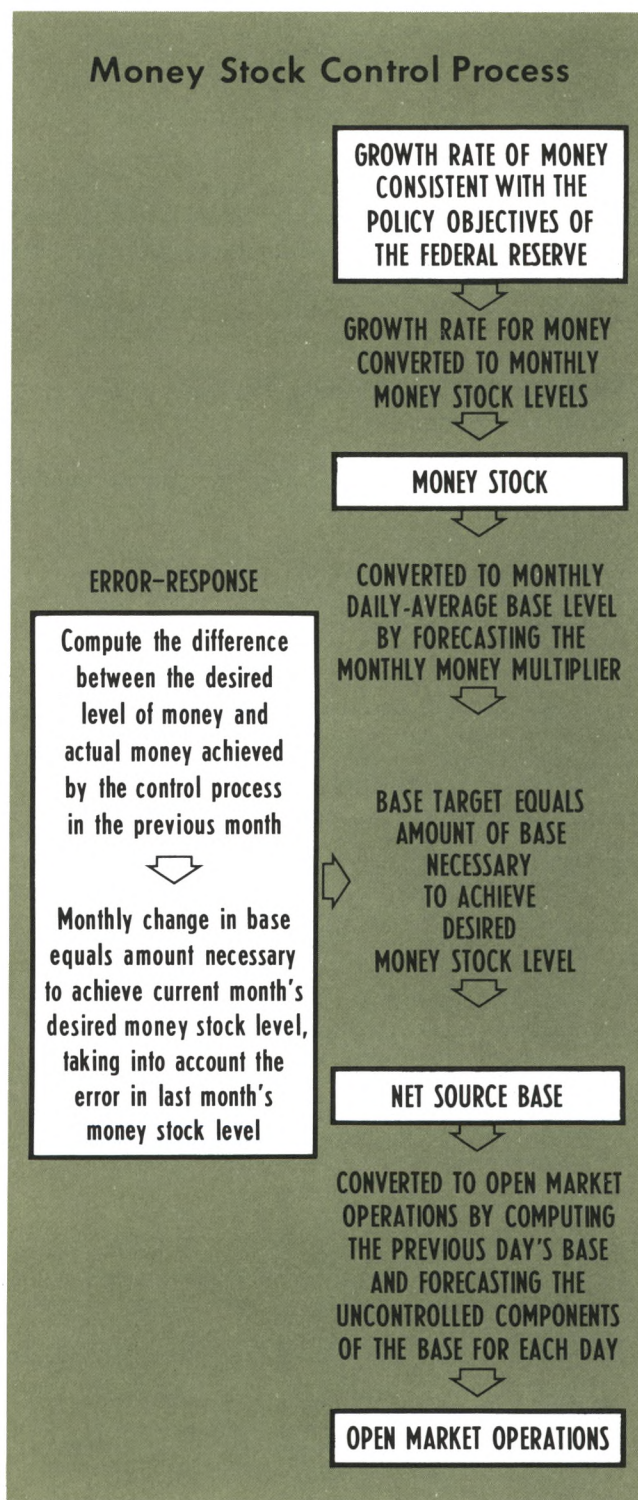 Money Stock Control Process
GROWTH RATE OF MONEY
CONSISTENT WITH THE
POLICY OBJECTIVES OF
THE FEDERAL RESERVE
GROWTH RATE FOR MONEY
CONVERTED TO MONTHLY
MONEY STOCK LEVELS
MONEY STOCK
CONVERTED TO MONTHLY
DAILY-AVERAGE BASE LEVEL
BY FORECASTING THE
MONTHLY MONEY MULTIPLIER
ERROR-RESPONSE
Compute the difference
between the desired
level of money and
actual money achieved
by the control process
in the previous month
Monthly change in base
equals amount necessary
to achieve current month's
desired money stock level,
taking into account the
error in last month's
money stock level
BASE TARGET EQUALS
AMOUNT OF BASE
NECESSARY
TO ACHIEVE
DESIRED
MONEY STOCK LEVEL
NET SOURCE BASE
CONVERTED TO OPEN MARKET
OPERATIONS BY COMPUTING
THE PREVIOUS DAY'S BASE
AND FORECASTING THE
UNCONTROLLED COMPONENTS
OF THE BASE FOR EACH DAY
OPEN MARKET OPERATIONS